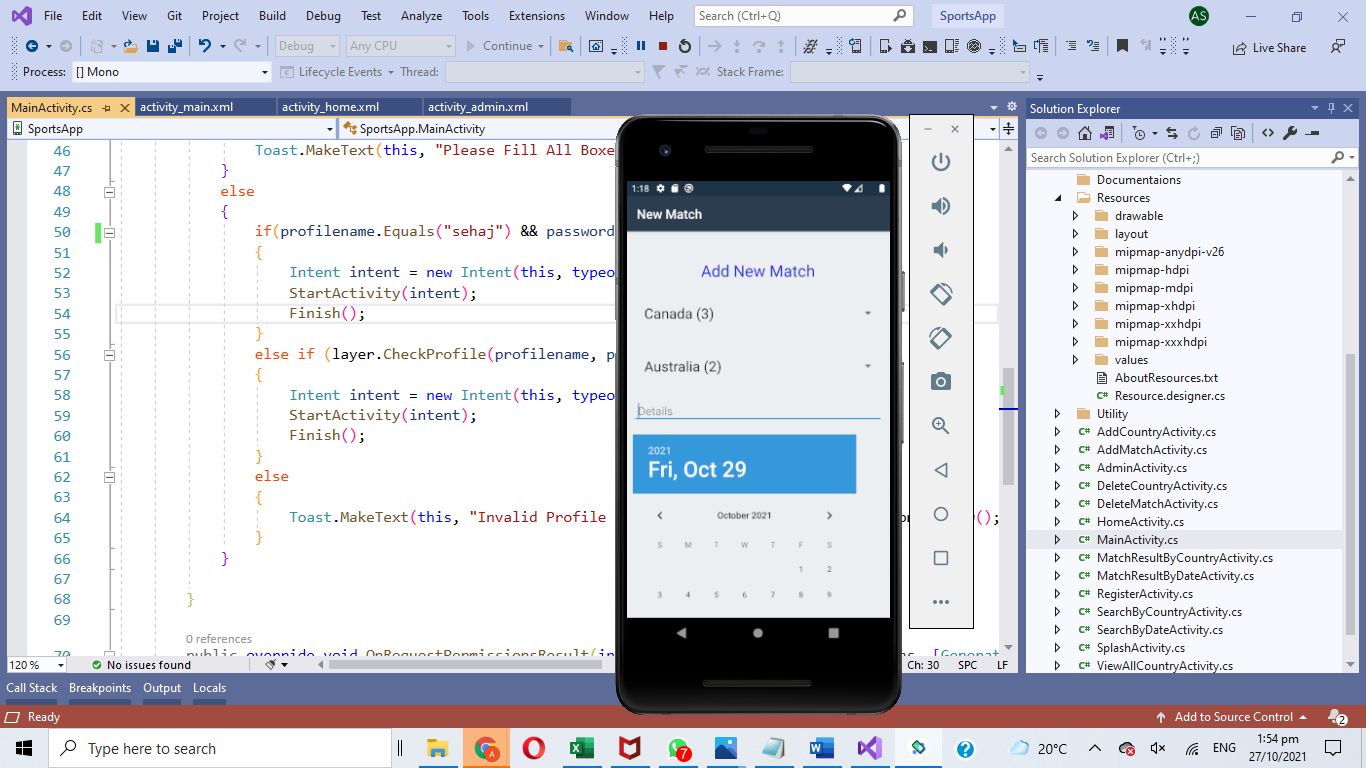 File Edit View Git Project Build Debug Test Analyze Tools Extensions Window Help Search (Ctrl+Q) SportsApp AS
Debug Any CPU Continue Live Share
Process: [] Mono Lifecycle Events Thread: Stack Frame:
MainActivity.cs activity_main.xml activity_home.xml activity_admin.xml
SportsApp SportsApp.MainActivity
46 Toast.MakeText(this, "Please Fill All Boxe
47 }
48 else
49 {
50 if(profilename.Equals("sehaj") && password
51 {
52 Intent intent = new Intent(this, typeo
53 StartActivity(intent);
54 Finish();
55 }
56 else if (layer.CheckProfile(profilename, p
57 {
58 Intent intent = new Intent(this, typeo
59 StartActivity(intent);
60 Finish();
61 }
62 else
63 {
64 Toast.MakeText(this, "Invalid Profile
65 }
66 }
67
68 }
69
0 references
70 public override void OnRequestPermissionsResult(in
120 % No issues found Ch: 30 SPC LF
Call Stack Breakpoints Output Locals
Ready Add to Source Control 2
1:18
New Match
Add New Match
Canada (3)
Australia (2)
Details
2021
Fri, Oct 29
October 2021
S M T W T F S
1 2
3 4 5 6 7 8 9
Solution Explorer
Search Solution Explorer (Ctrl+;)
Documentaions
Resources
drawable
layout
mipmap-anydpi-v26
mipmap-hdpi
mipmap-mdpi
mipmap-xhdpi
mipmap-xxhdpi
mipmap-xxxhdpi
values
AboutResources.txt
C# Resource.designer.cs
Utility
C# AddCountryActivity.cs
C# AddMatchActivity.cs
C# AdminActivity.cs
C# DeleteCountryActivity.cs
C# DeleteMatchActivity.cs
C# HomeActivity.cs
C# MainActivity.cs
C# MatchResultByCountryActivity.cs
C# MatchResultByDateActivity.cs
C# RegisterActivity.cs
C# SearchByCountryActivity.cs
C# SearchByDateActivity.cs
C# SplashActivity.cs
C# ViewAllCountryActivity.cs
Type here to search 7 20°C ENG 1:54 pm
27/10/2021